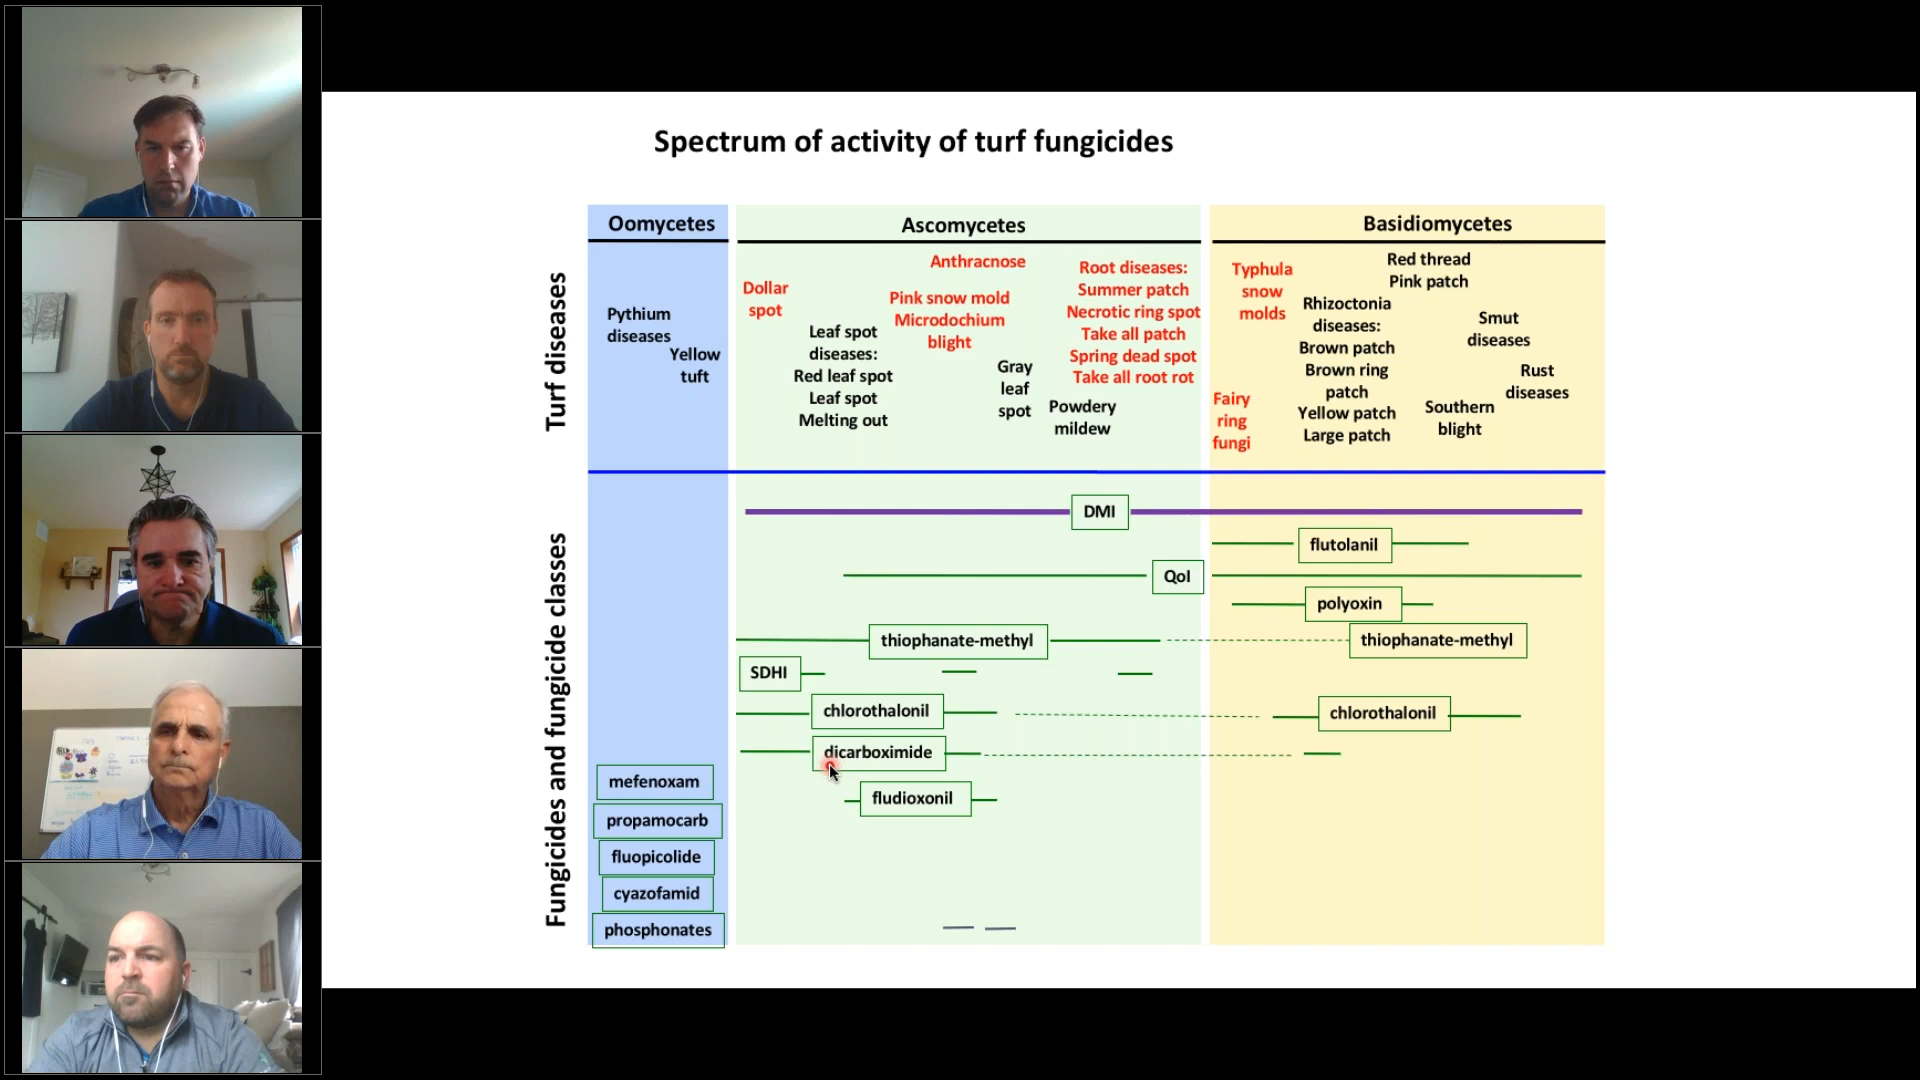 Spectrum of activity of turf fungicides
Turf diseases
Oomycetes
Pythium
diseases
Yellow
tuft
Ascomycetes
Dollar
spot
Leaf spot
diseases:
Red leaf spot
Leaf spot
Melting out
Anthracnose
Pink snow mold
Microdochium
blight
Gray
leaf
spot
Root diseases:
Summer patch
Necrotic ring spot
Take all patch
Spring dead spot
Take all root rot
Powdery
mildew
Basidiomycetes
Typhula
snow
molds
Fairy
ring
fungi
Red thread
Pink patch
Rhizoctonia
diseases:
Brown patch
Brown ring
patch
Yellow patch
Large patch
Smut
diseases
Rust
diseases
Southern
blight
Fungicides and fungicide classes
DMI
flutolanil
QoI
polyoxin
thiophanate-methyl
thiophanate-methyl
SDHI
chlorothalonil
chlorothalonil
dicarboximide
fludioxonil
mefenoxam
propamocarb
fluopicolide
cyazofamid
phosphonates